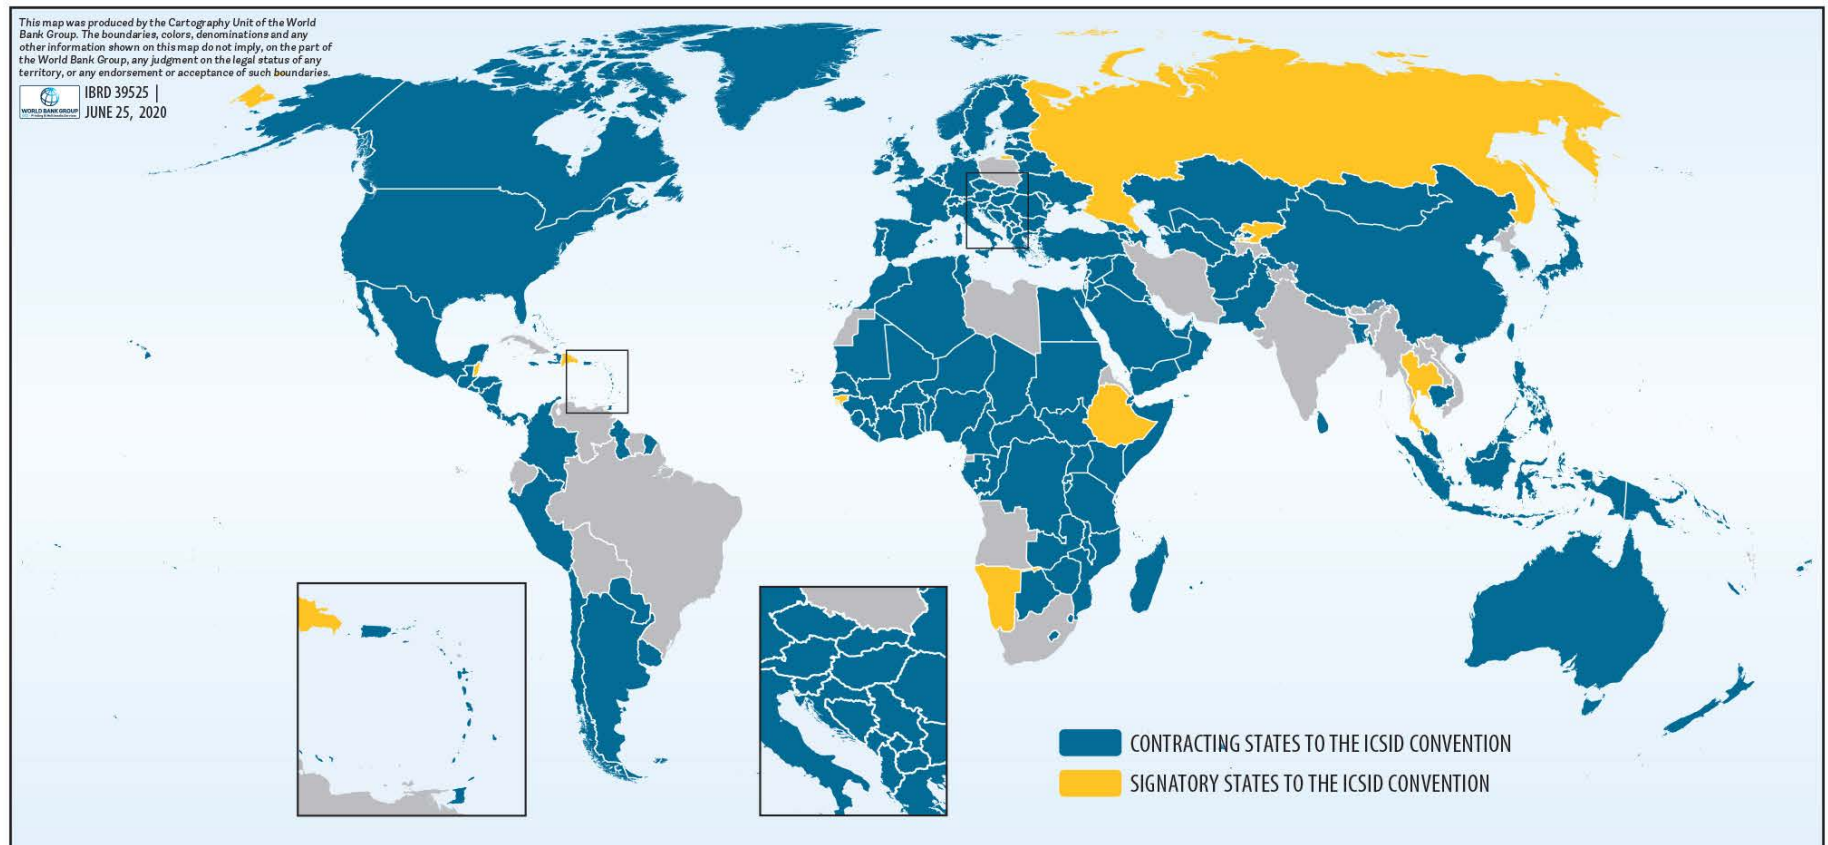 This map was produced by the Cartography Unit of the World
Bank Group. The boundaries, colors, denominations and any
other information shown on this map do not imply, on the part of
the World Bank Group, any judgment on the legal status of any
territory, or any endorsement or acceptance of such boundaries.
WORLD BANK GROUP
IBRD 39525 |
JUNE 25, 2020
CONTRACTING STATES TO THE ICSID CONVENTION
SIGNATORY STATES TO THE ICSID CONVENTION